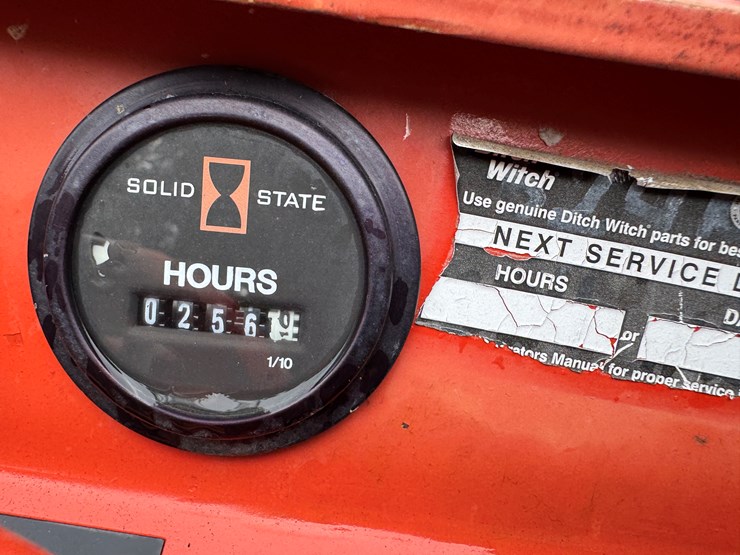 SOLID STATE
HOURS
0 2 5 6
1/10
Witch
Use genuine Ditch Witch parts for
NEXT SERVICE
HOURS
or
Manual for proper service